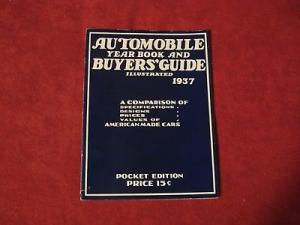 AUTOMOBILE
YEAR BOOK AND
BUYERS' GUIDE
ILLUSTRATED
1937
A COMPARISON OF
SPECIFICATIONS,
DESIGNS,
PRICES,
VALUES OF,
AMERICAN MADE CARS
POCKET EDITION
PRICE 15¢